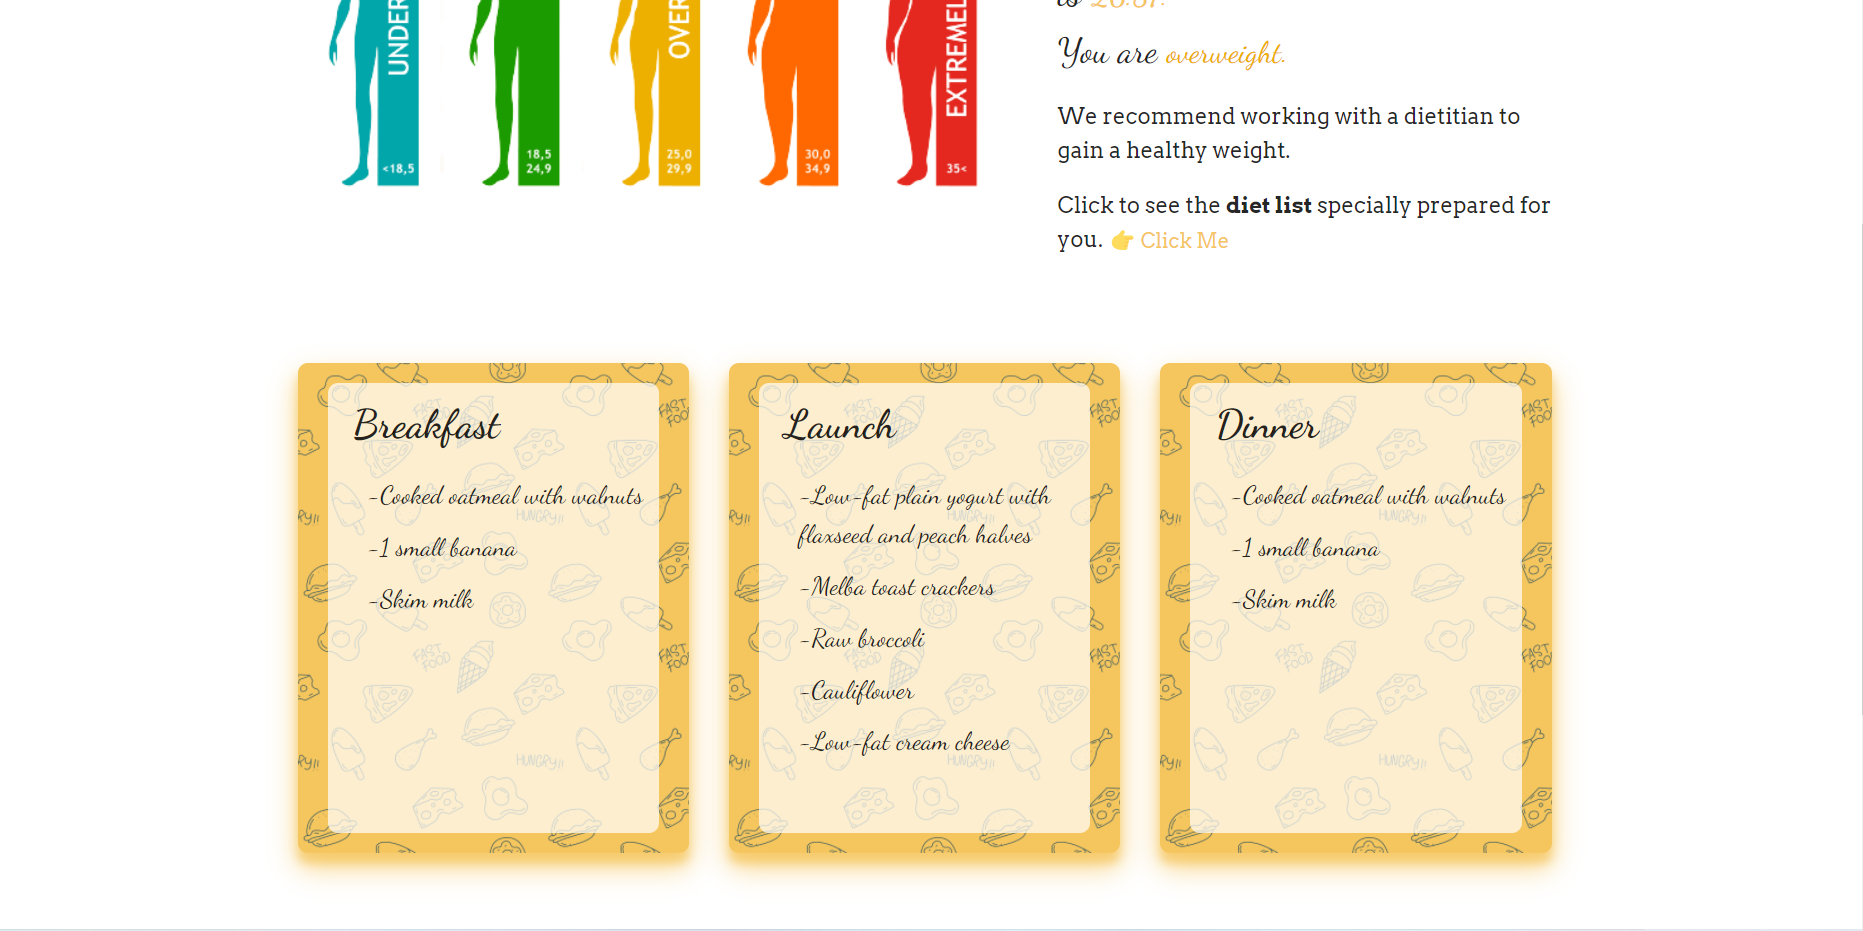 UNDER
<18,5
18,5
24,9
OVER
25,0
29,9
30,0
34,9
EXTREMEL
35<
You are overweight.
We recommend working with a dietitian to
gain a healthy weight.
Click to see the diet list specially prepared for
you. 👉 Click Me
Breakfast
-Cooked oatmeal with walnuts
-1 small banana
-Skim milk
Launch
-Low-fat plain yogurt with
flaxseed and peach halves
-Melba toast crackers
-Raw broccoli
-Cauliflower
-Low-fat cream cheese
Dinner
-Cooked oatmeal with walnuts
-1 small banana
-Skim milk
FAST FOOD
HUNGRY!!